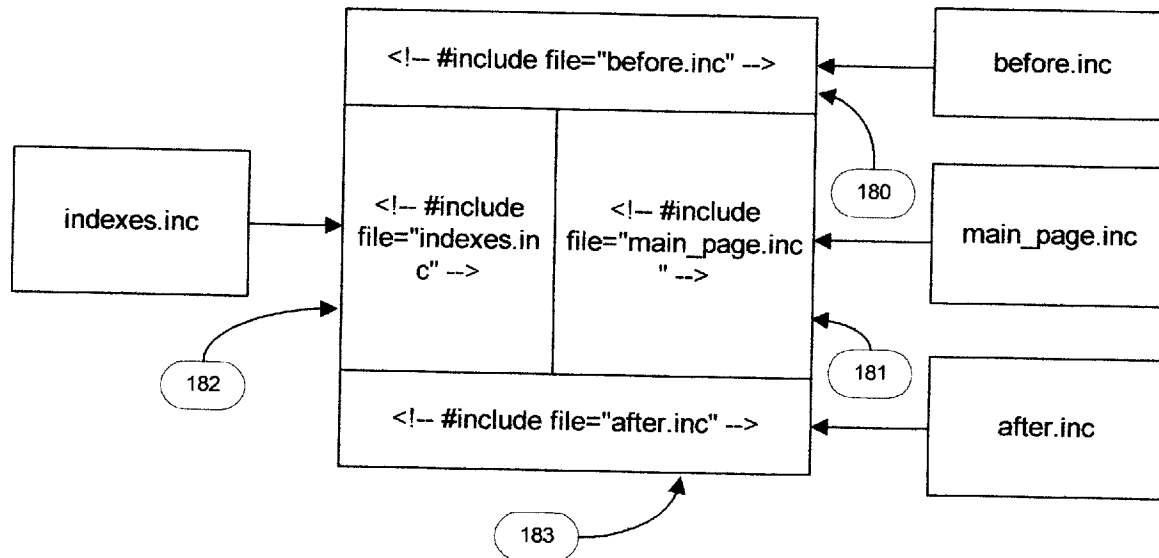 <!-- #include file="before.inc" -->
before.inc
180
indexes.inc
<!-- #include
file="indexes.in
c" -->
<!-- #include
file="main_page.inc
" -->
main_page.inc
182
181
<!-- #include file="after.inc" -->
after.inc
183